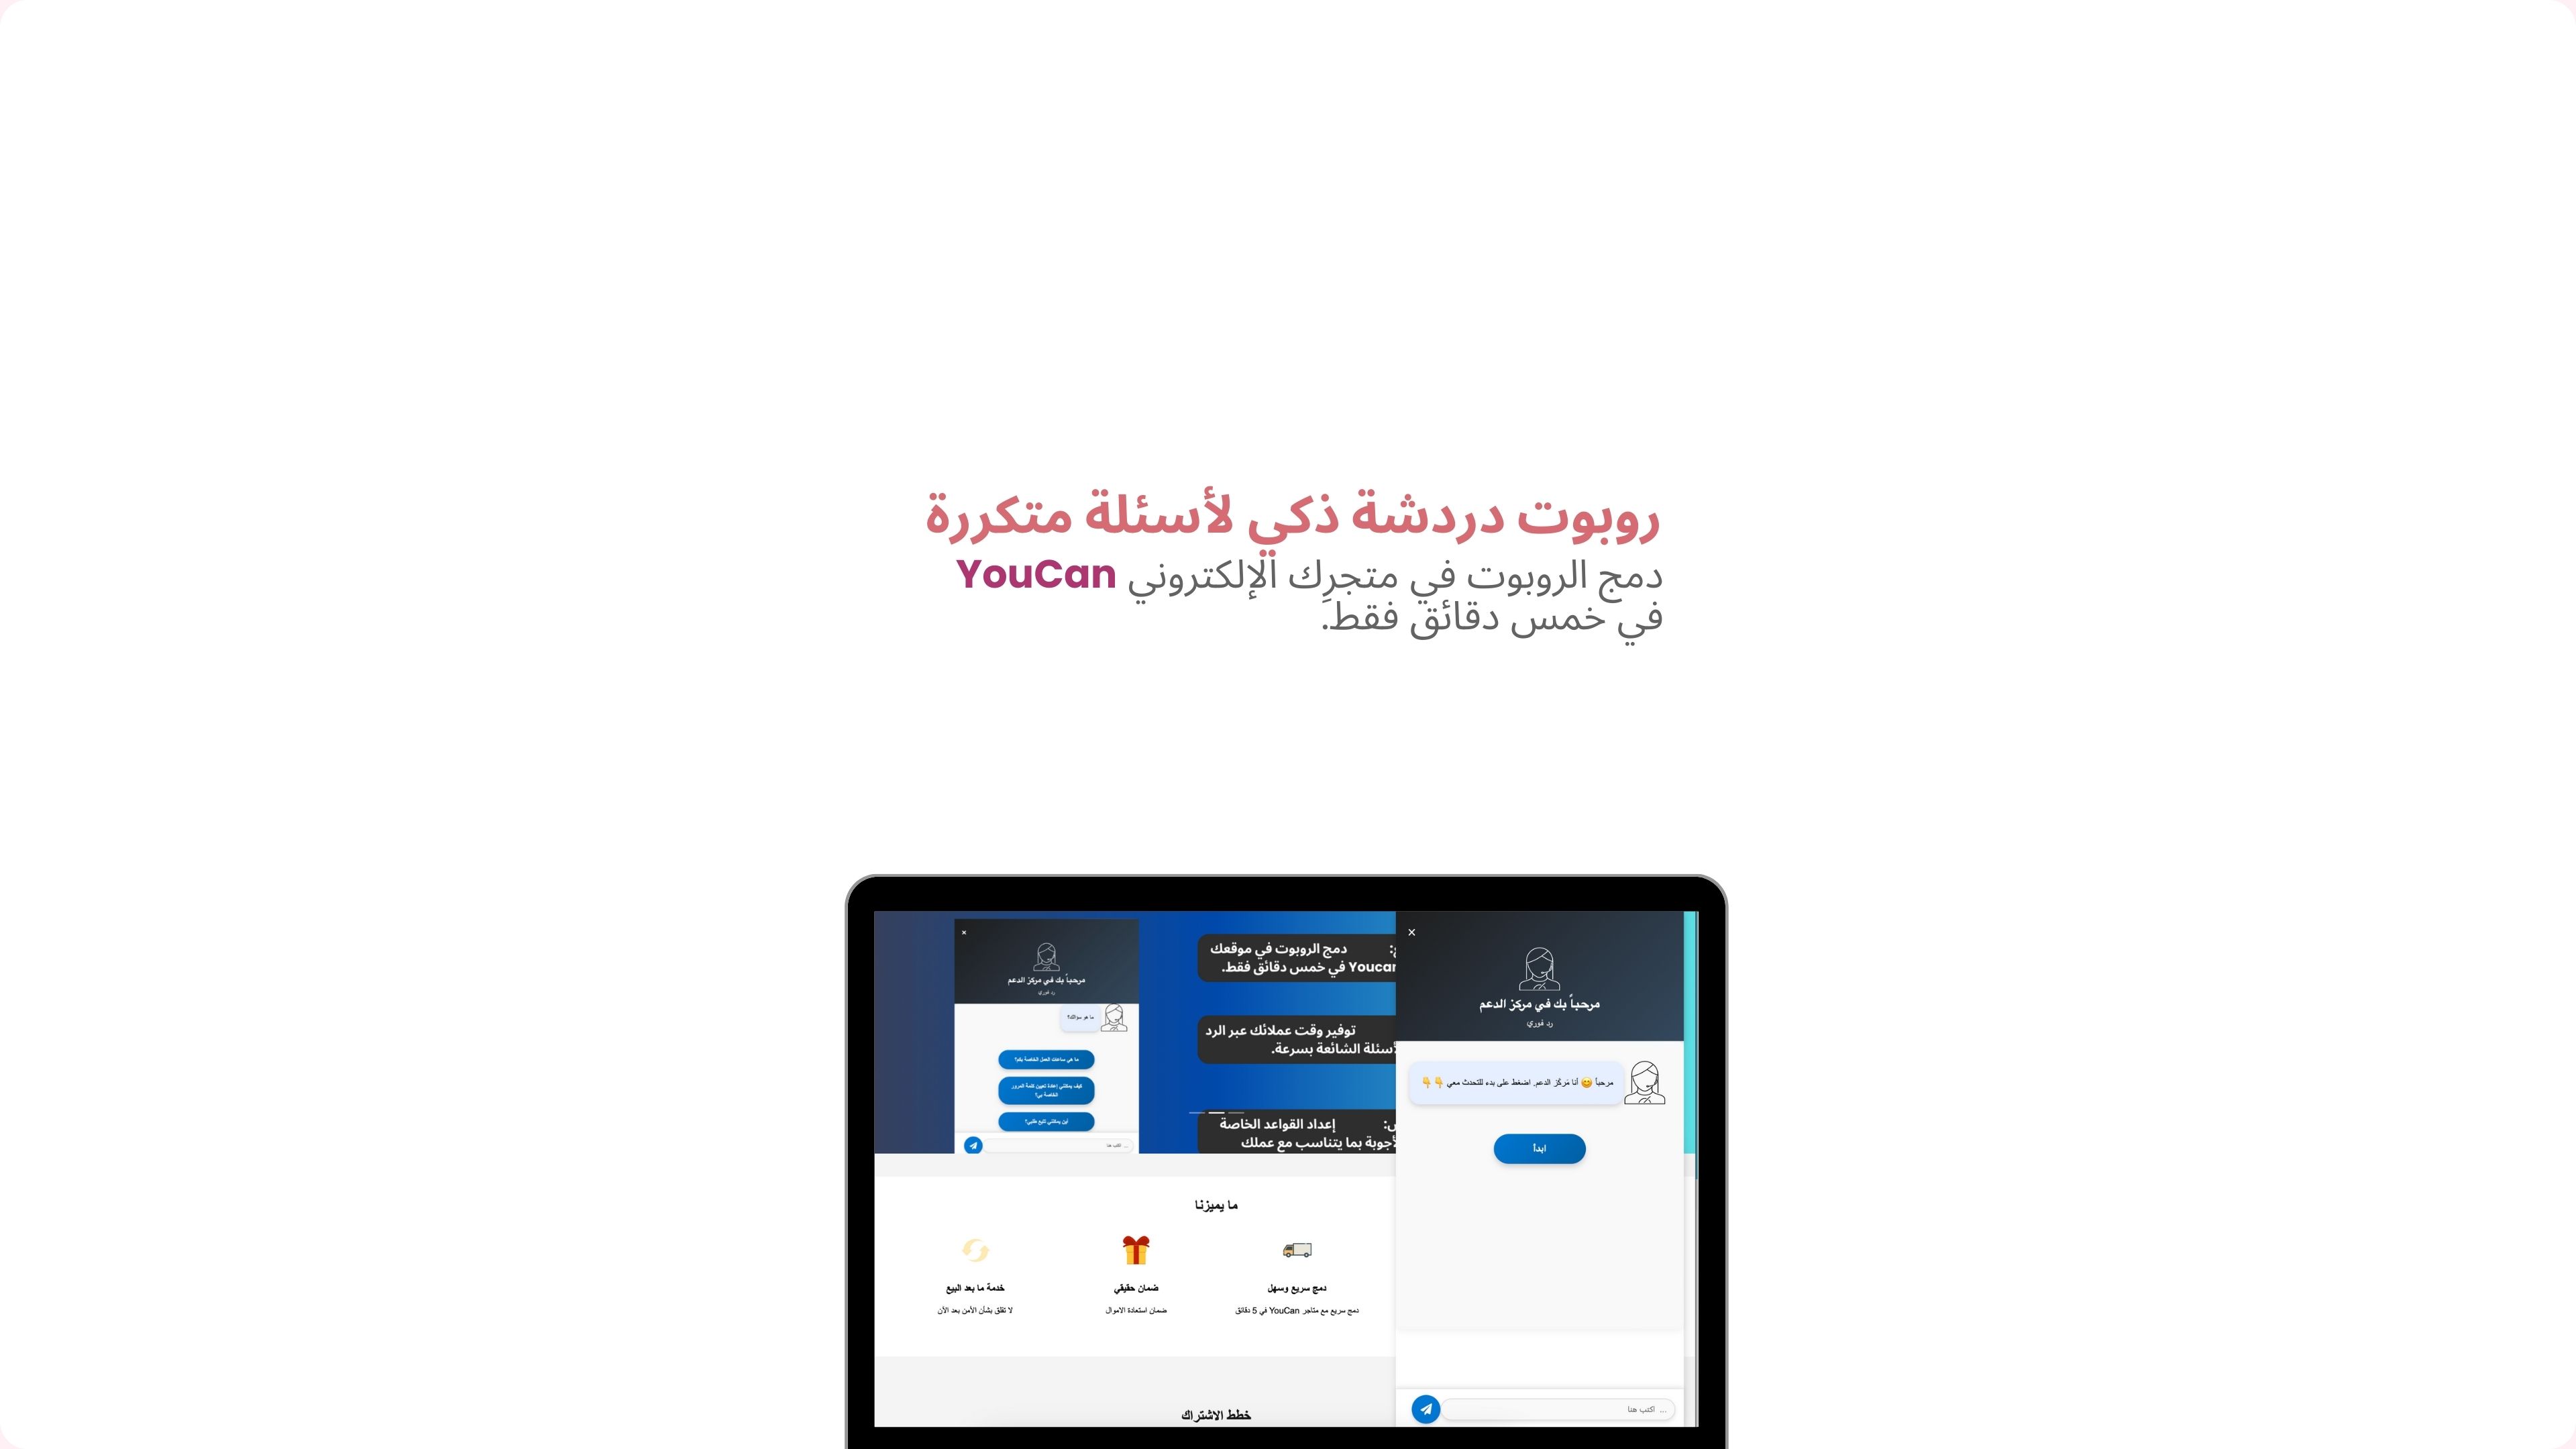 روبوت دردشة ذكي لأسئلة متكررة
دمج الروبوت في متجرِك الإلكتروني YouCan
في خمس دقائق فقط.
مرحباً بك في مركز الدعم
رد فوري
مرحباً 😊 أنا مَركَز الدعم. اضغط على بدء للتحدث معي 👇👇
ابدأ
... اكتب هنا
دمج الروبوت في موقعك
Youcan في خمس دقائق فقط.
توفير وقت عملائك عبر الرد
أسئلة الشائعة بسرعة.
إعداد القواعد الخاصة
أجوبة بما يتناسب مع عملك
مرحباً بك في مركز الدعم
رد فوري
ما هو سؤالك؟
ما هي ساعات العمل الخاصة بكم؟
كيف يمكنني إعادة تعيين كلمة المرور
الخاصة بي؟
أين يمكنني تتبع طلبي؟
... اكتب هنا
ما يميزنا
دمج سريع وسهل
دمج سريع مع متاجر YouCan في 5 دقائق
ضمان حقيقي
ضمان استعادة الاموال
خدمة ما بعد البيع
لا تقلق بشأن الأمن بعد الآن
خطط الاشتراك